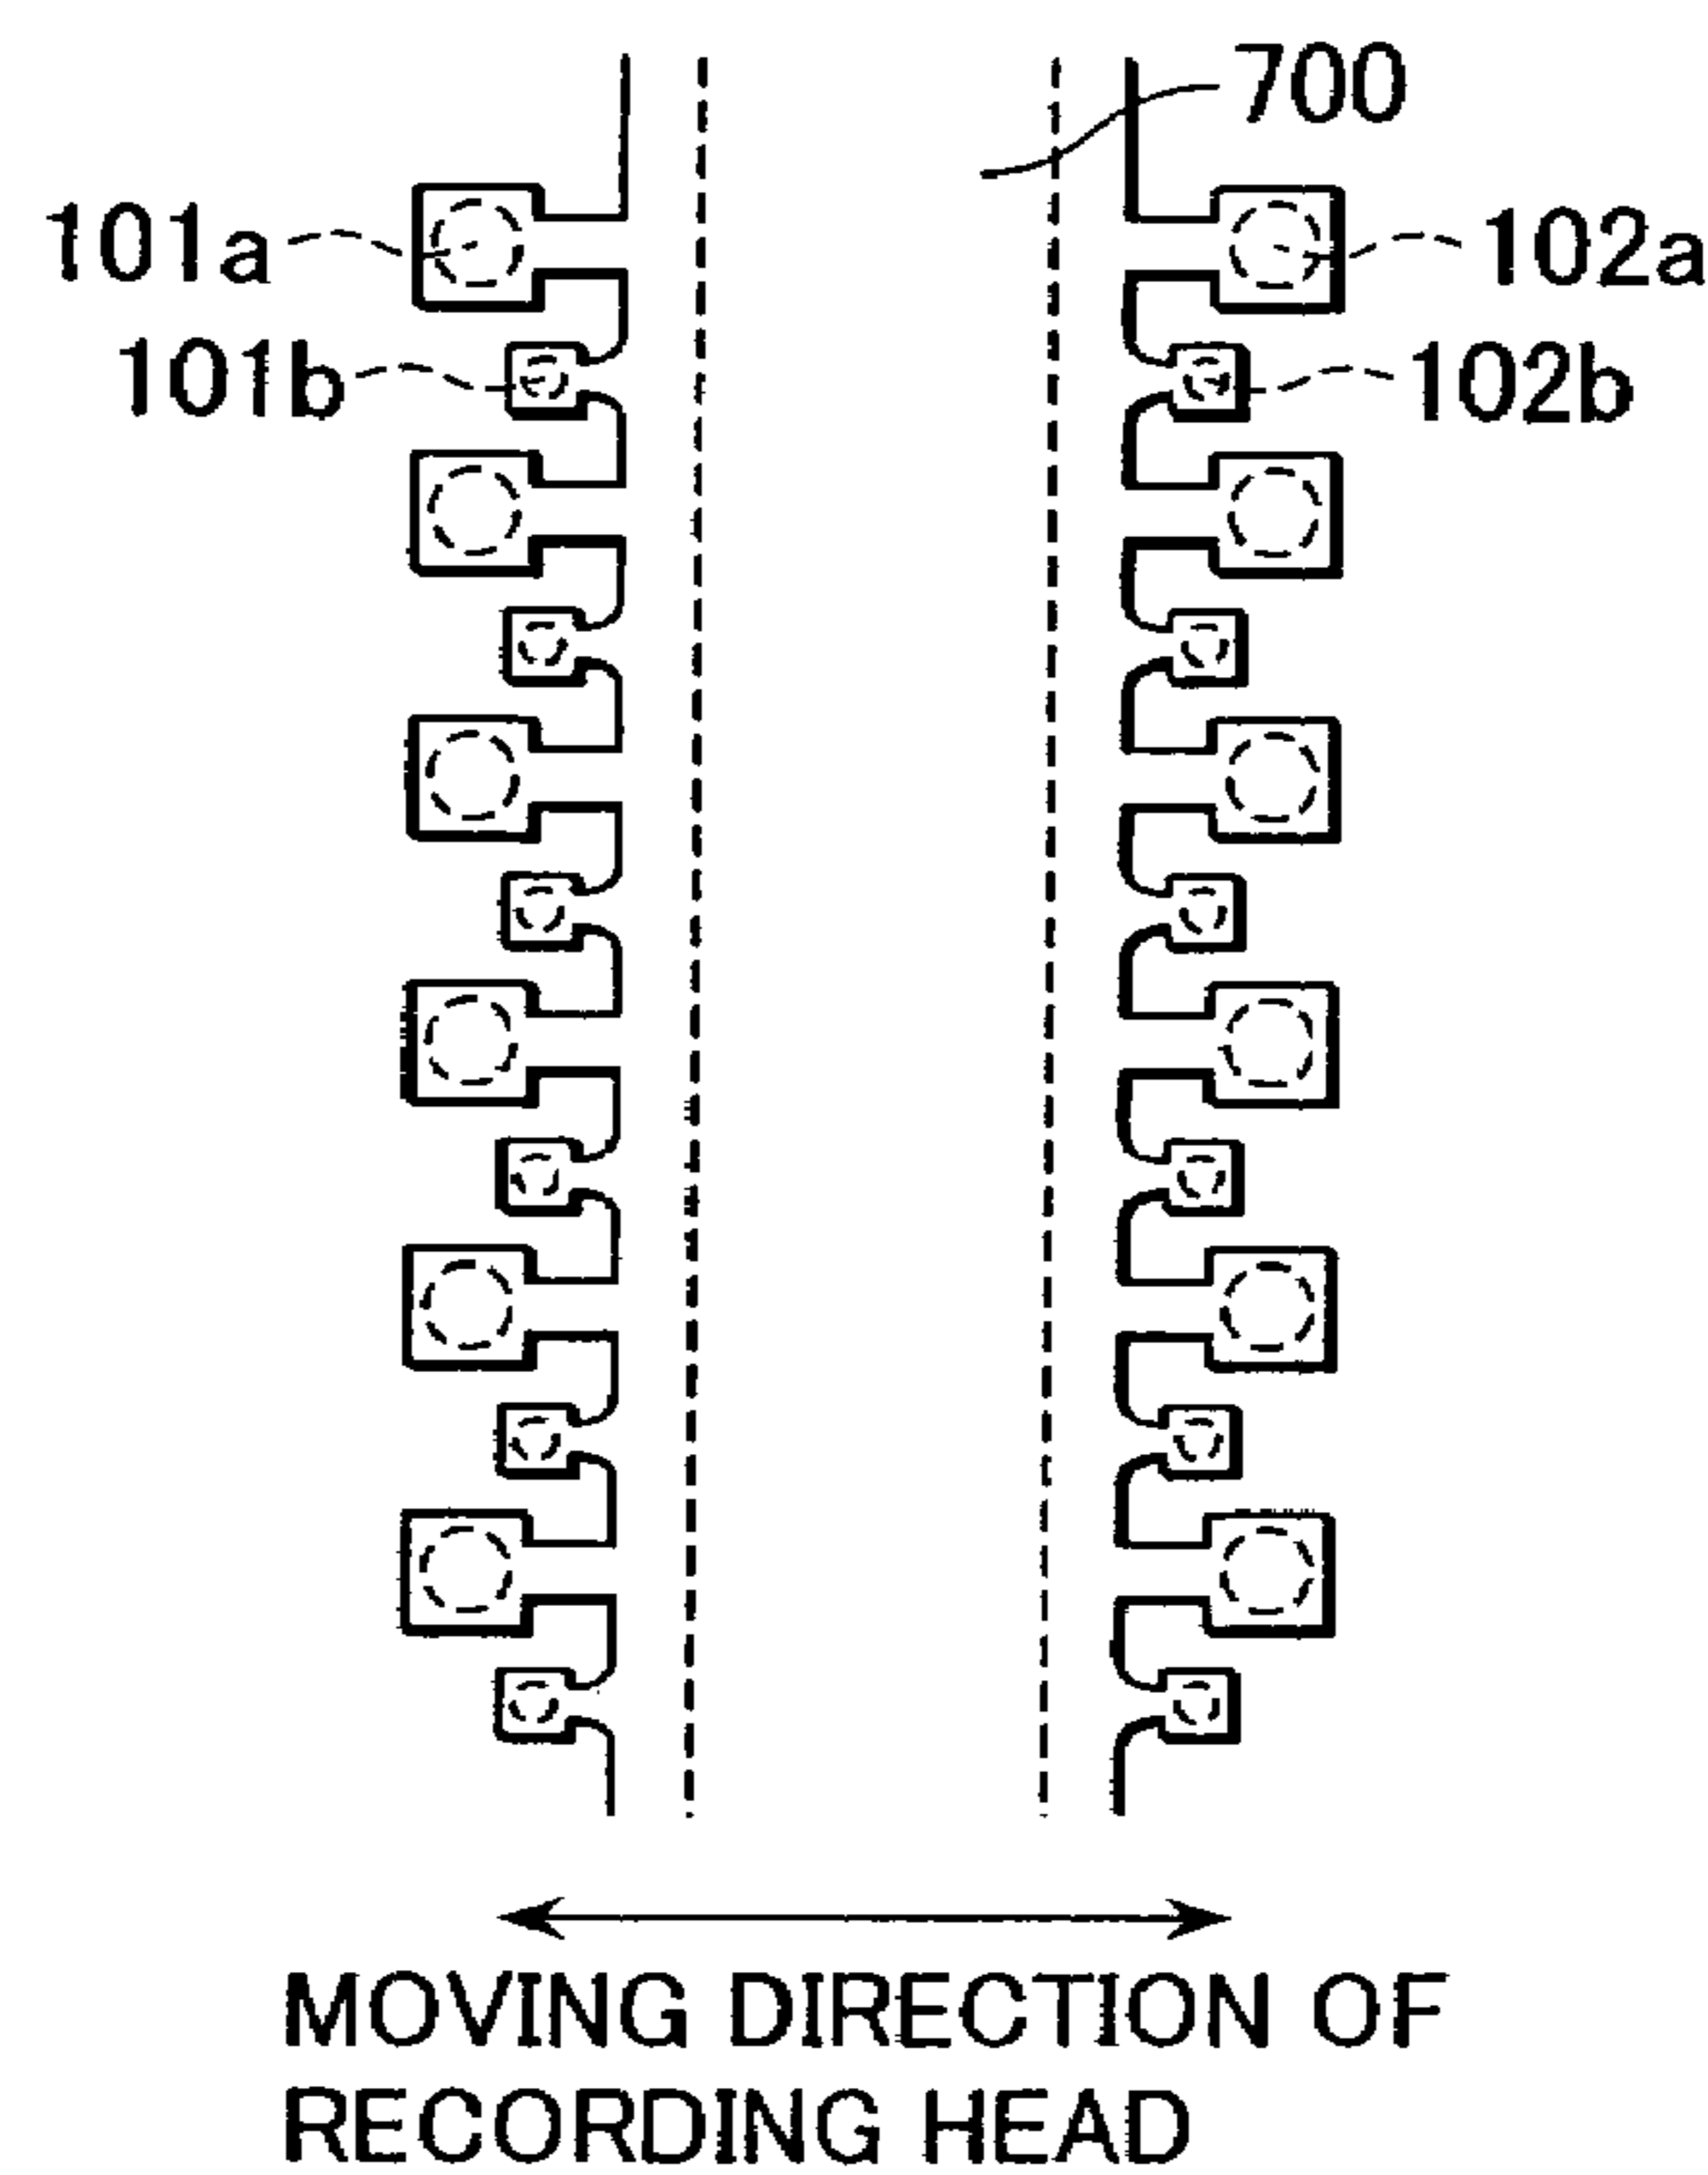 700
101a
102a
101b
102b
MOVING DIRECTION OF
RECORDING HEAD